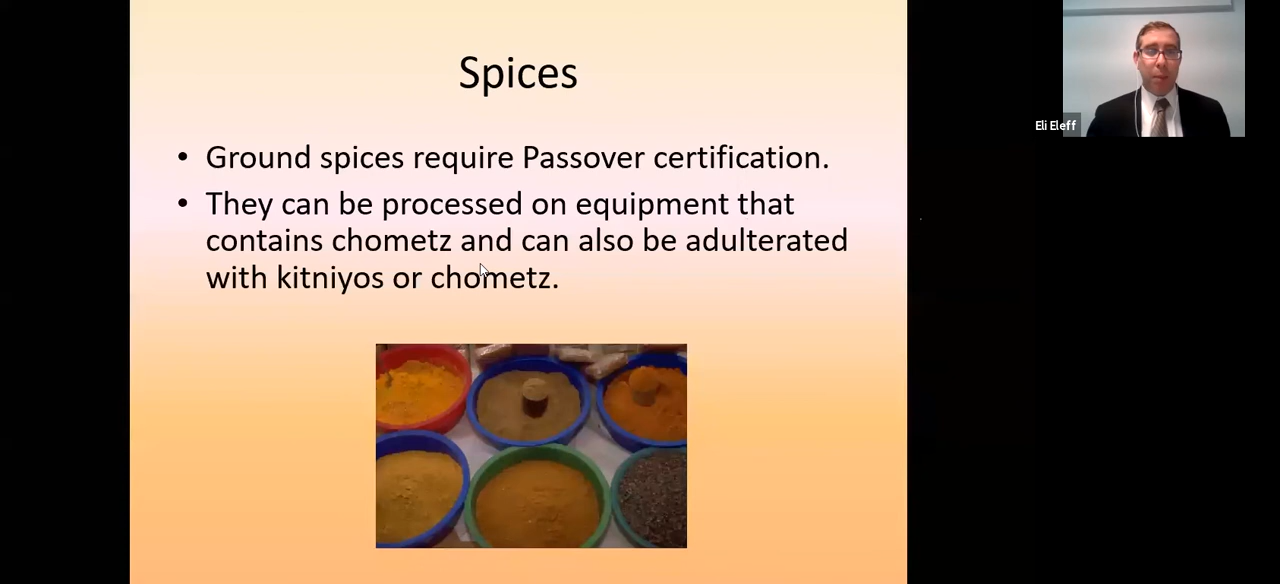 Spices
• Ground spices require Passover certification.
• They can be processed on equipment that
contains chometz and can also be adulterated
with kitniyos or chometz.
Eli Eleff